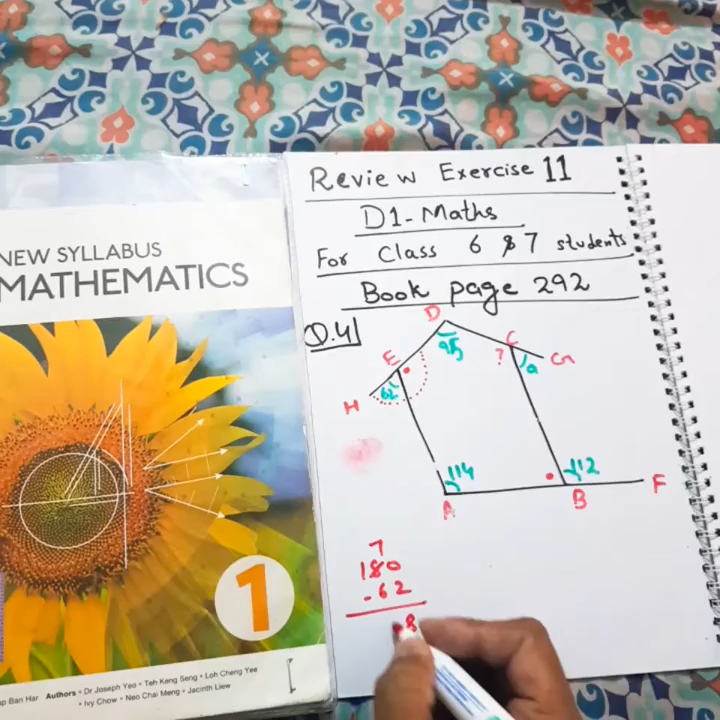 NEW SYLLABUS
MATHEMATICS
1
Authors • Dr Joseph Yeo • Teh Keng Seng • Loh Cheng Yee
• Ivy Chow • Neo Chai Meng • Jacinth Liew
Review Exercise 11
D1-Maths
For Class 6 & 7 students
Book page 292
Q.4
D
95
C
?
a
G
E
62°
H
114
A
112
B
F
7
180
-62
8